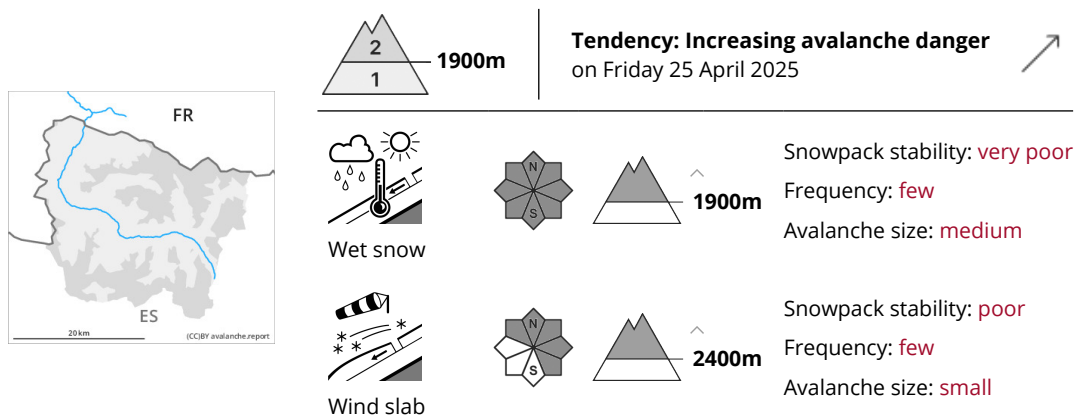 2
1
1900m
Tendency: Increasing avalanche danger
on Friday 25 April 2025
FR
ES
20 km
(CC)BY avalanche.report
N
S
1900m
Wet snow
Snowpack stability: very poor
Frequency: few
Avalanche size: medium
N
S
2400m
Wind slab
Snowpack stability: poor
Frequency: few
Avalanche size: small